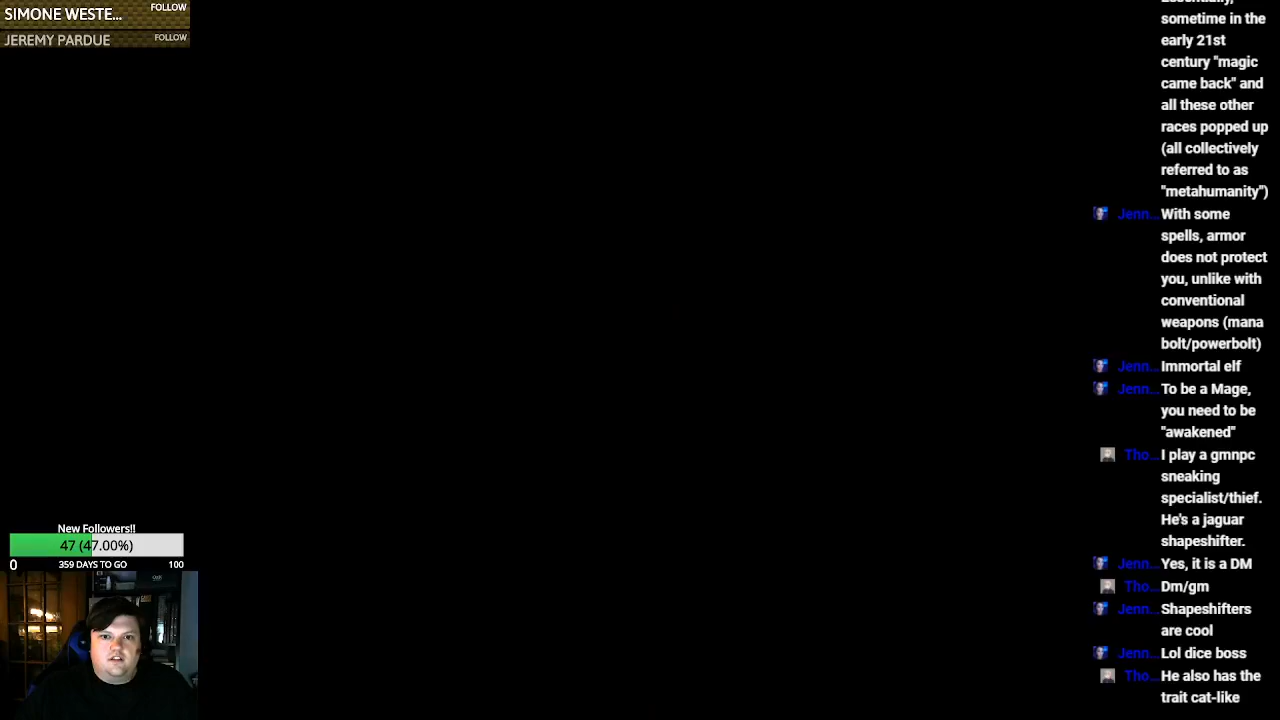 SIMONE WESTE... FOLLOW
JEREMY PARDUE FOLLOW
sometime in the
early 21st
century "magic
came back" and
all these other
races popped up
(all collectively
referred to as
"metahumanity")
Jenn... With some
spells, armor
does not protect
you, unlike with
conventional
weapons (mana
bolt/powerbolt)
Jenn... Immortal elf
Jenn... To be a Mage,
you need to be
"awakened"
Tho... I play a gmnpc
sneaking
specialist/thief.
He's a jaguar
shapeshifter.
Jenn... Yes, it is a DM
Tho... Dm/gm
Jenn... Shapeshifters
are cool
Jenn... Lol dice boss
Tho... He also has the
trait cat-like
New Followers!!
47 (47.00%)
0 359 DAYS TO GO 100